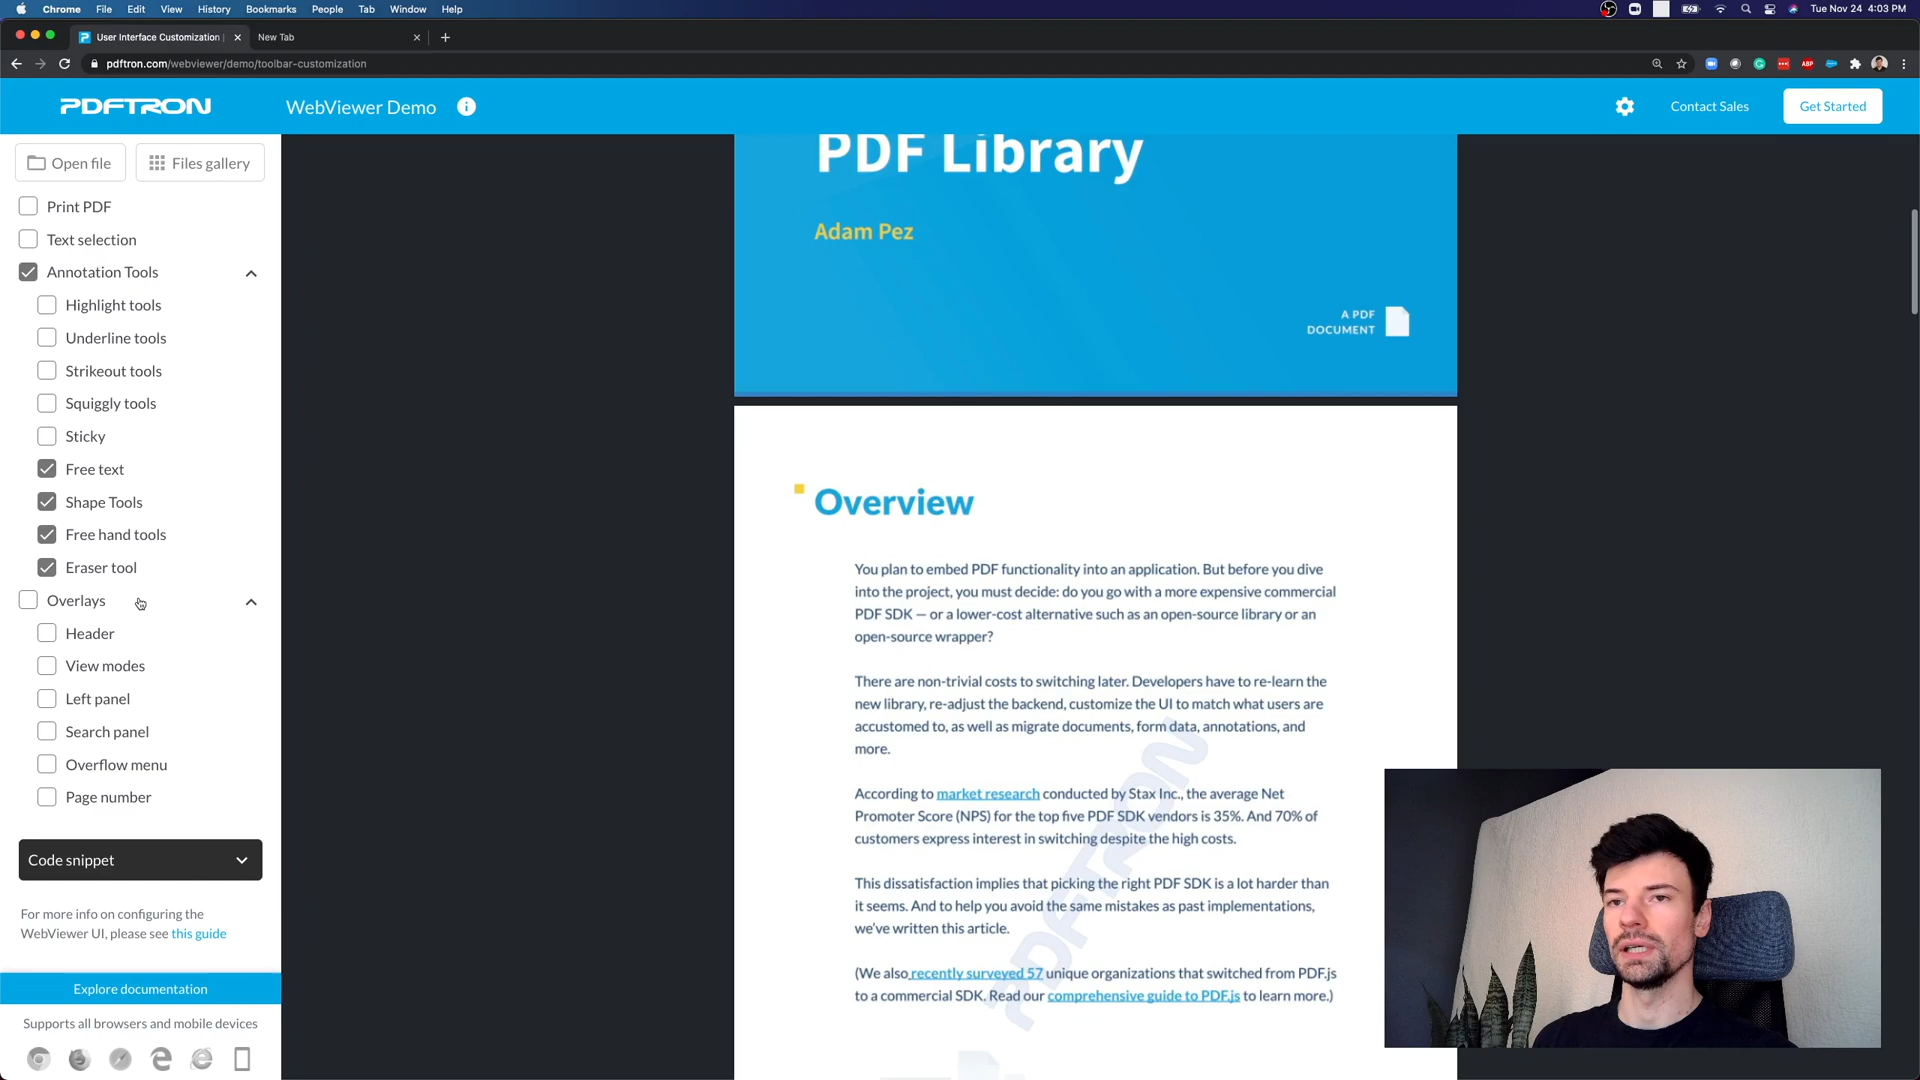 Chrome File Edit View History Bookmarks People Tab Window Help Tue Nov 24 4:03 PM
User Interface Customization New Tab
pdftron.com/webviewer/demo/toolbar-customization ABP
PDFTRON WebViewer Demo i Contact Sales Get Started
Open file Files gallery
Print PDF
Text selection
Annotation Tools
Highlight tools
Underline tools
Strikeout tools
Squiggly tools
Sticky
Free text
Shape Tools
Free hand tools
Eraser tool
Overlays
Header
View modes
Left panel
Search panel
Overflow menu
Page number
Code snippet
For more info on configuring the
WebViewer UI, please see this guide
Explore documentation
Supports all browsers and mobile devices
PDF Library
Adam Pez
A PDF
DOCUMENT
Overview
You plan to embed PDF functionality into an application. But before you dive
into the project, you must decide: do you go with a more expensive commercial
PDF SDK — or a lower-cost alternative such as an open-source library or an
open-source wrapper?
There are non-trivial costs to switching later. Developers have to re-learn the
new library, re-adjust the backend, customize the UI to match what users are
accustomed to, as well as migrate documents, form data, annotations, and
more.
According to market research conducted by Stax Inc., the average Net
Promoter Score (NPS) for the top five PDF SDK vendors is 35%. And 70% of
customers express interest in switching despite the high costs.
This dissatisfaction implies that picking the right PDF SDK is a lot harder than
it seems. And to help you avoid the same mistakes as past implementations,
we've written this article.
(We also recently surveyed 57 unique organizations that switched from PDF.js
to a commercial SDK. Read our comprehensive guide to PDF.js to learn more.)
PDFTRON